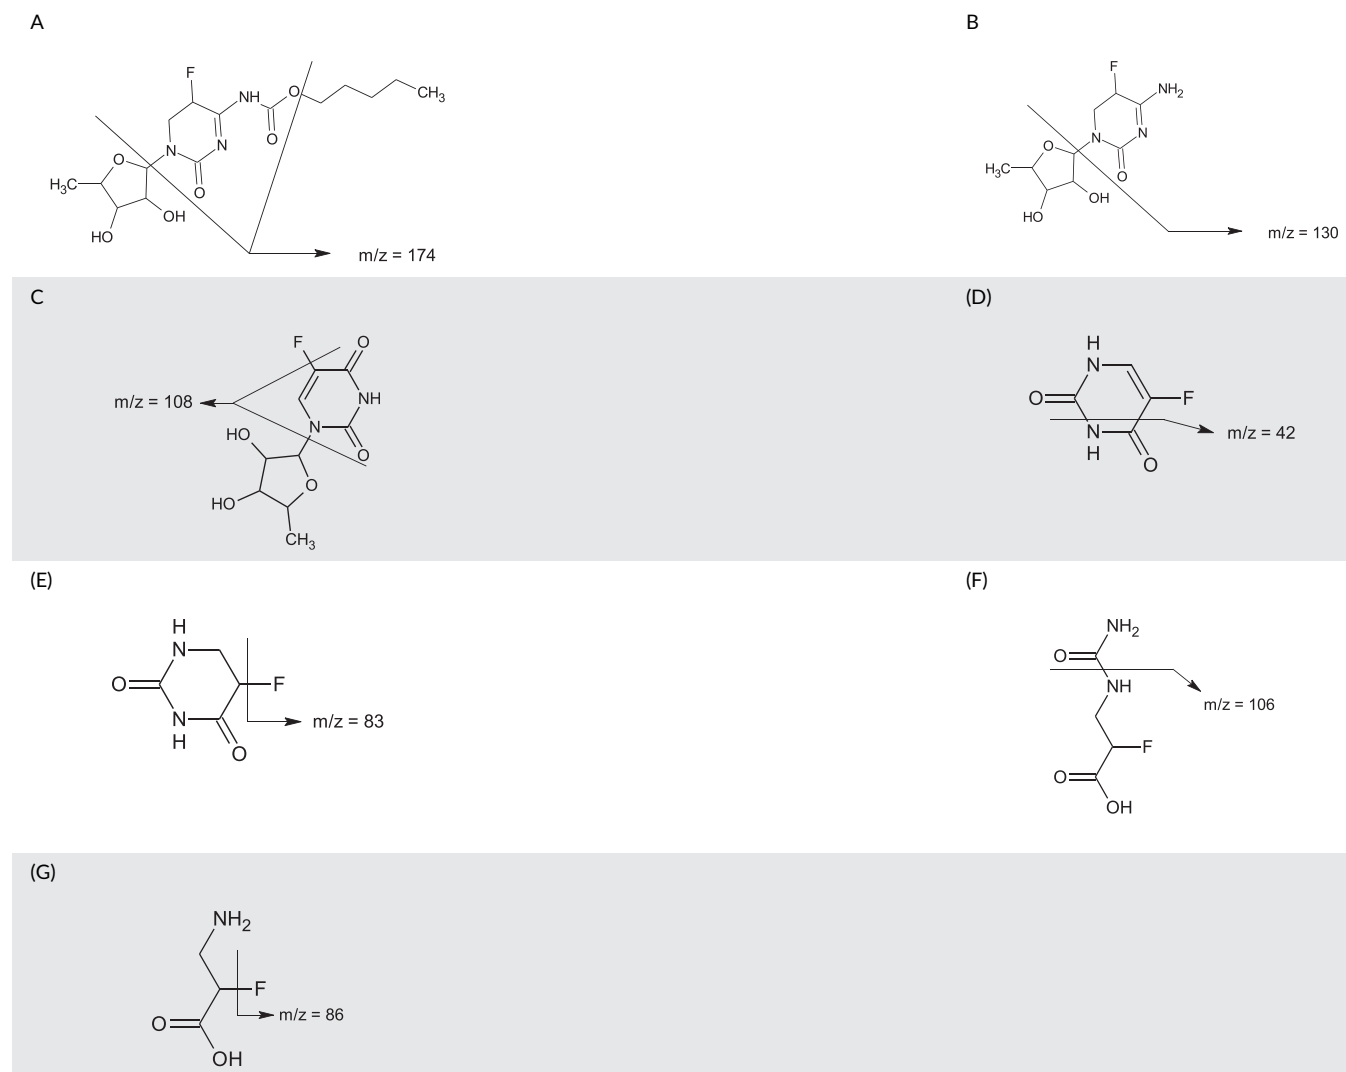 A
F
NH
O
CH3
N
N
O
O
O
H3C
OH
HO
m/z = 174
B
F
NH2
N
N
O
O
H3C
OH
HO
m/z = 130
C
F
O
m/z = 108
NH
N
HO
O
O
HO
CH3
(D)
H
N
O
F
N
H
O
m/z = 42
(E)
H
N
O
F
N
H
O
m/z = 83
(F)
NH2
O
NH
m/z = 106
F
O
OH
(G)
NH2
F
m/z = 86
O
OH